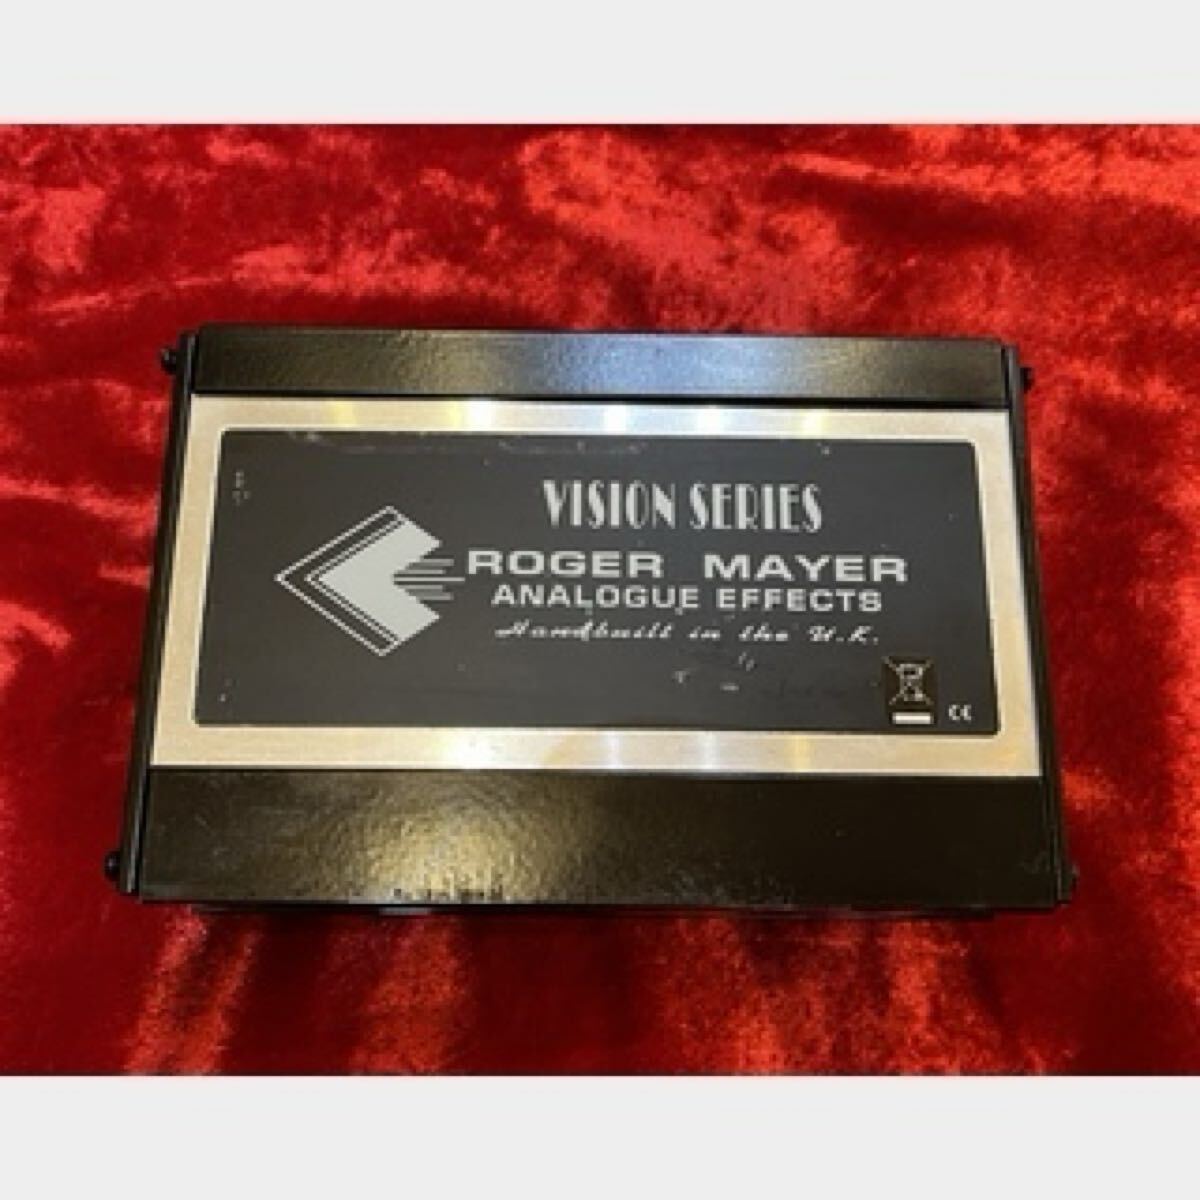 VISION SERIES
ROGER MAYER
ANALOGUE EFFECTS
Handbuilt in the U.K.
CE